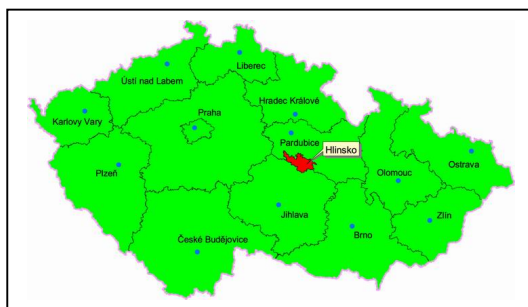 Liberec
Ústí nad Labem
Hradec Králové
Karlovy Vary
Praha
Pardubice
Hlinsko
Ostrava
Plzeň
Olomouc
Jihlava
Zlín
Brno
České Budějovice